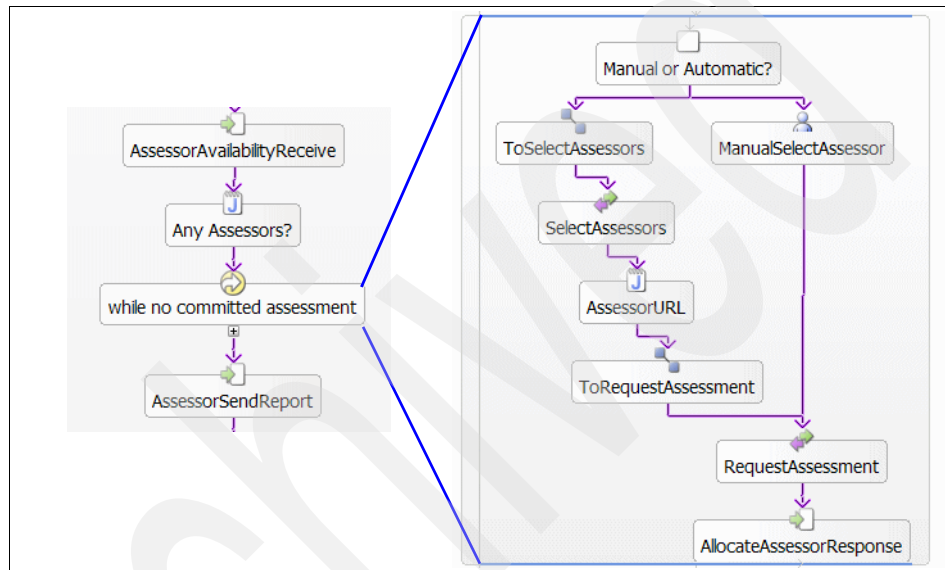 AssessorAvailabilityReceive
Any Assessors?
while no committed assessment
AssessorSendReport
Manual or Automatic?
ToSelectAssessors
ManualSelectAssessor
SelectAssessors
AssessorURL
ToRequestAssessment
RequestAssessment
AllocateAssessorResponse